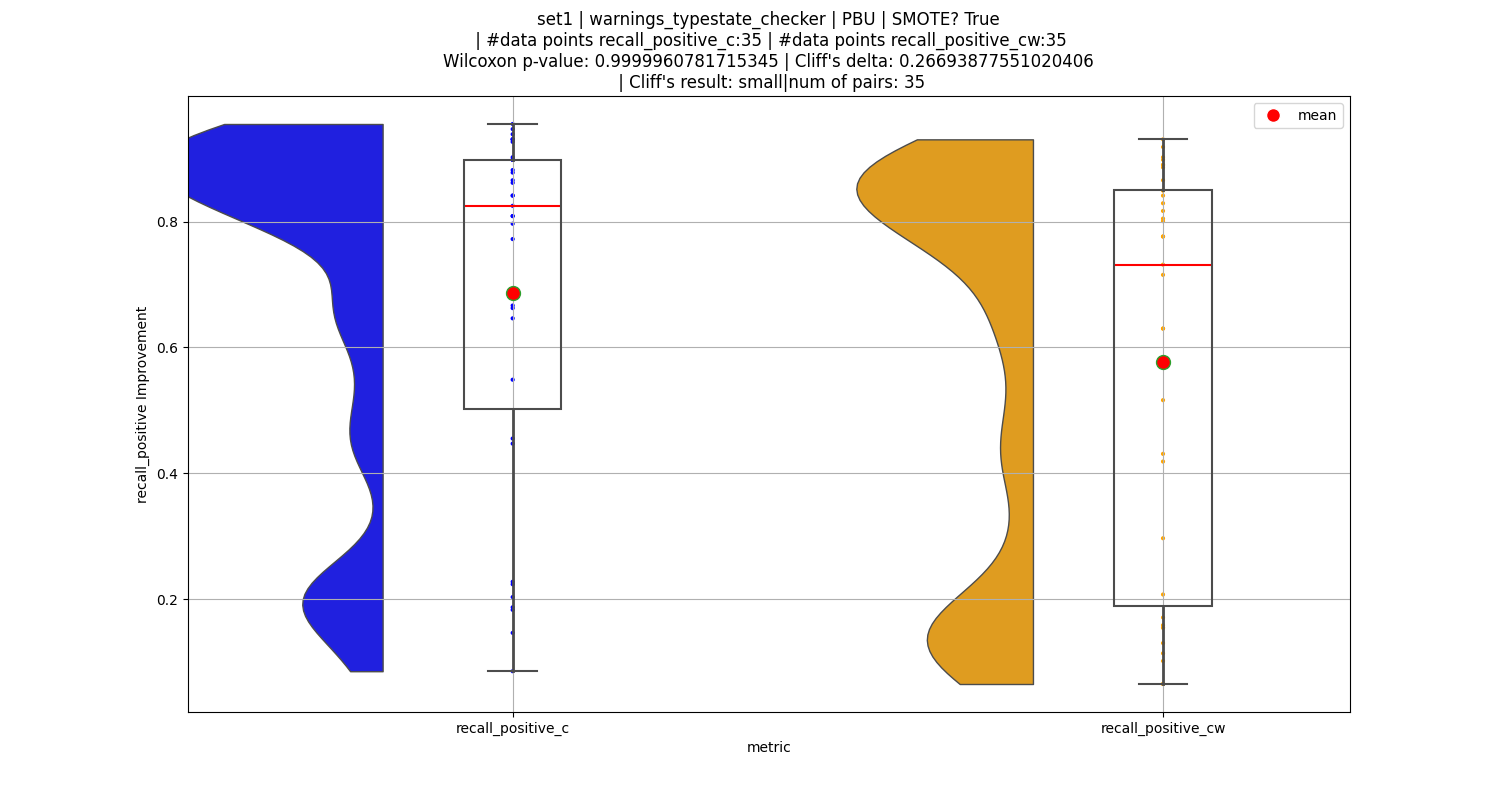 set1 | warnings_typestate_checker | PBU | SMOTE? True
| #data points recall_positive_c:35 | #data points recall_positive_cw:35
Wilcoxon p-value: 0.9999960781715345 | Cliff's delta: 0.26693877551020406
| Cliff's result: small|num of pairs: 35
mean
0.8
0.6
0.4
0.2
recall_positive Improvement
recall_positive_c
recall_positive_cw
metric